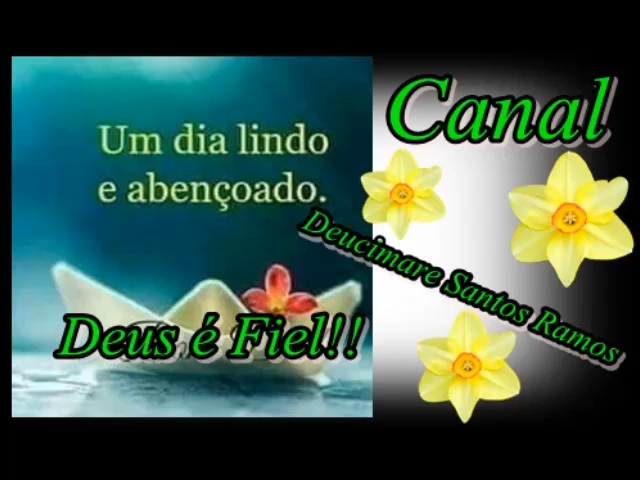 Um dia lindo
e abençoado.
Deus é Fiel!!
Canal
Deucimare Santos Ramos